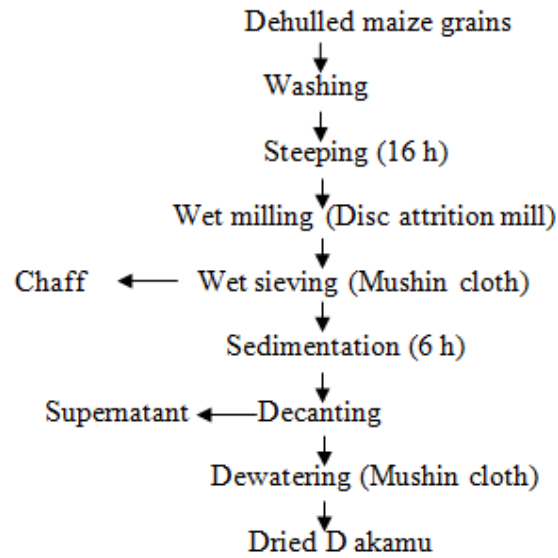 Dehulled maize grains
Washing
Steeping (16 h)
Wet milling (Disc attrition mill)
Chaff Wet sieving (Mushin cloth)
Sedimentation (6 h)
Supernatant Decanting
Dewatering (Mushin cloth)
Dried D akamu